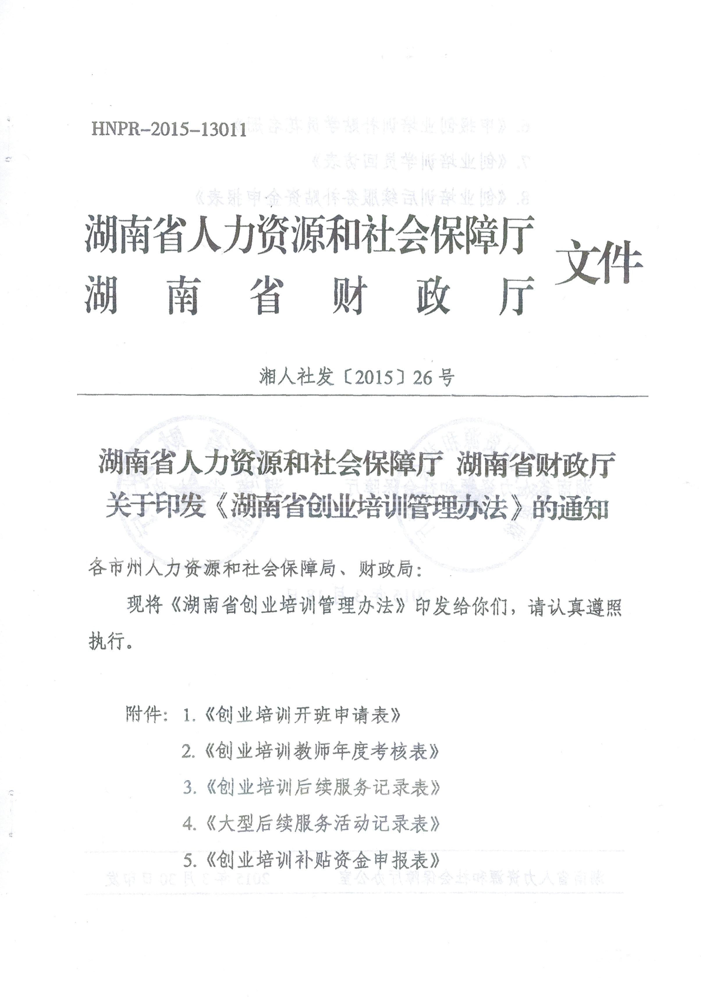 HNPR-2015-13011
湖南省人力资源和社会保障厅
湖南省财政厅
文件
湘人社发〔2015〕26号
湖南省人力资源和社会保障厅 湖南省财政厅
关于印发《湖南省创业培训管理办法》的通知
各市州人力资源和社会保障局、财政局：
现将《湖南省创业培训管理办法》印发给你们，请认真遵照
执行。
附件：1.《创业培训开班申请表》
2.《创业培训教师年度考核表》
3.《创业培训后续服务记录表》
4.《大型后续服务活动记录表》
5.《创业培训补贴资金申报表》